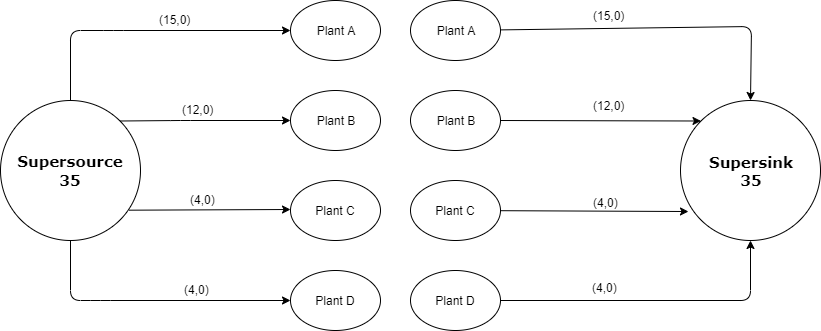 (15,0)
Plant A
Plant A
(15,0)
(12,0)
Plant B
Plant B
(12,0)
Supersource
35
Supersink
35
(4,0)
Plant C
Plant C
(4,0)
(4,0)
Plant D
Plant D
(4,0)